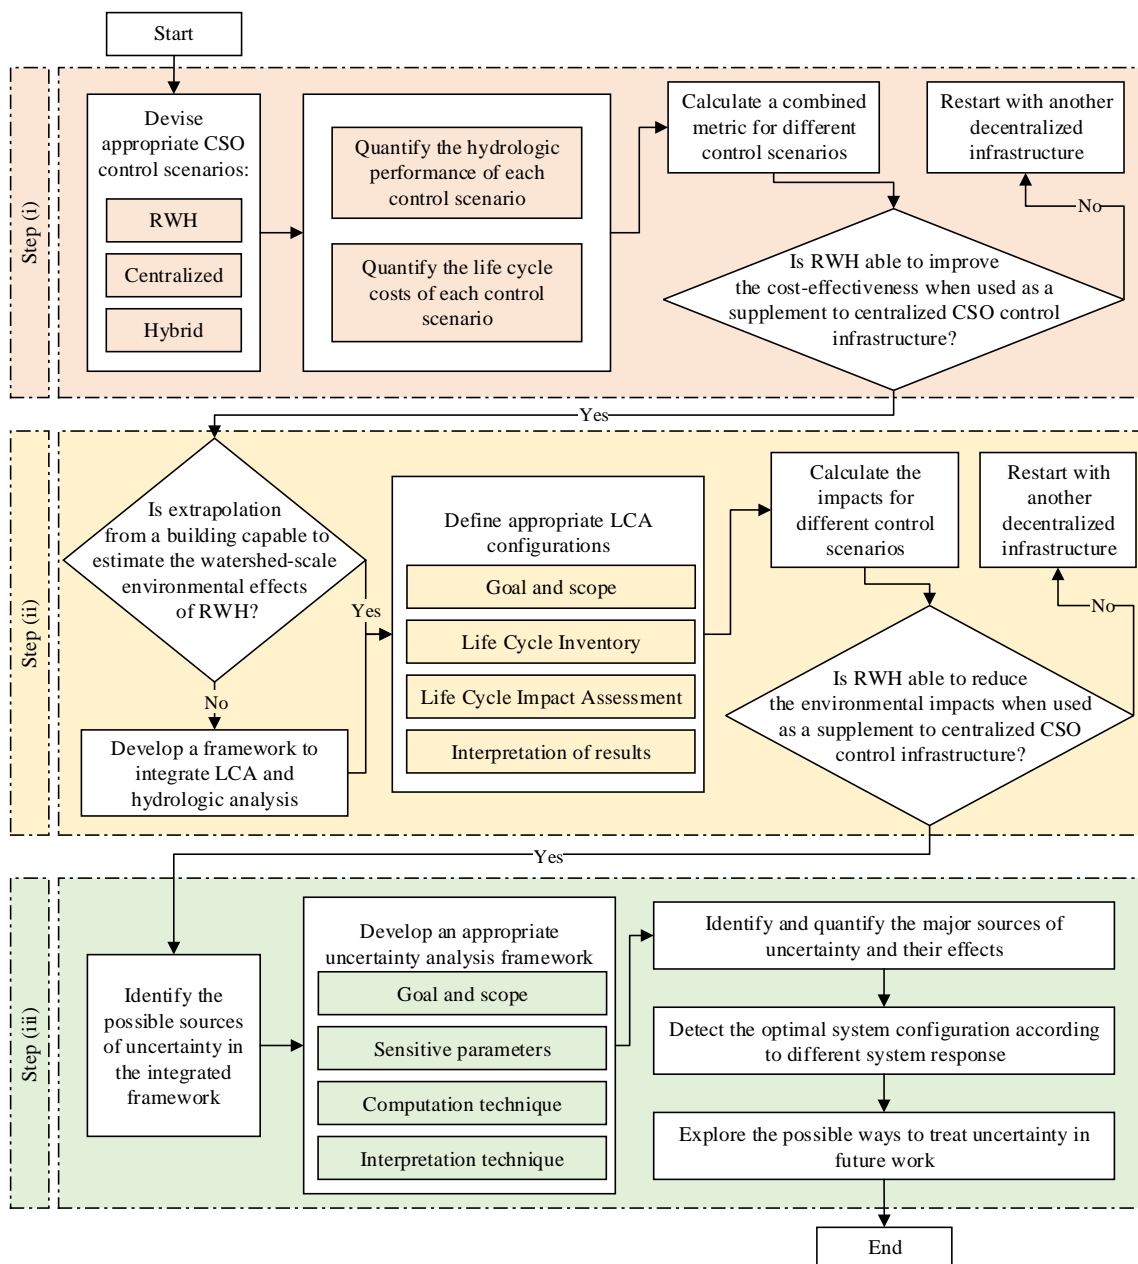 Start
Step (i)
Devise
appropriate CSO
control scenarios:
RWH
Centralized
Hybrid
Quantify the hydrologic
performance of each
control scenario
Quantify the life cycle
costs of each control
scenario
Calculate a combined
metric for different
control scenarios
Restart with another
decentralized
infrastructure
No
Is RWH able to improve
the cost-effectiveness when used as a
supplement to centralized CSO control
infrastructure?
Yes
Step (ii)
Is extrapolation
from a building capable to
estimate the watershed-scale
environmental effects
of RWH?
Yes
No
Develop a framework to
integrate LCA and
hydrologic analysis
Define appropriate LCA
configurations
Goal and scope
Life Cycle Inventory
Life Cycle Impact Assessment
Interpretation of results
Calculate the
impacts for
different control
scenarios
Restart with
another
decentralized
infrastructure
No
Is RWH able to reduce
the environmental impacts when used
as a supplement to centralized CSO
control infrastructure?
Yes
Step (iii)
Identify the
possible sources
of uncertainty in
the integrated
framework
Develop an appropriate
uncertainty analysis framework
Goal and scope
Sensitive parameters
Computation technique
Interpretation technique
Identify and quantify the major sources of
uncertainty and their effects
Detect the optimal system configuration according
to different system response
Explore the possible ways to treat uncertainty in
future work
End